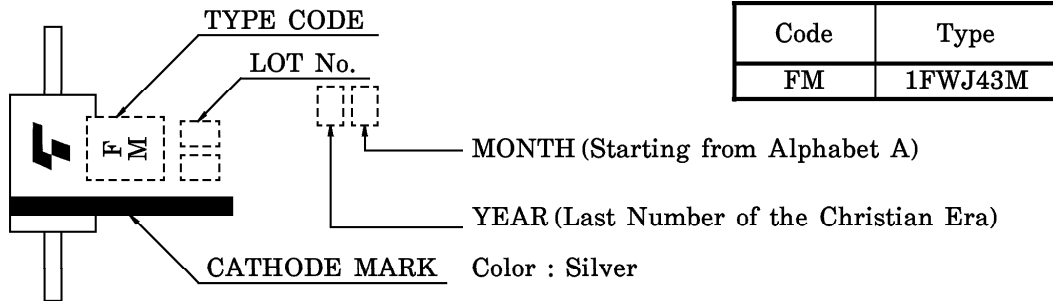 TYPE CODE
LOT No.
Code Type
FM 1FWJ43M
FM
MONTH (Starting from Alphabet A)
YEAR (Last Number of the Christian Era)
CATHODE MARK Color : Silver